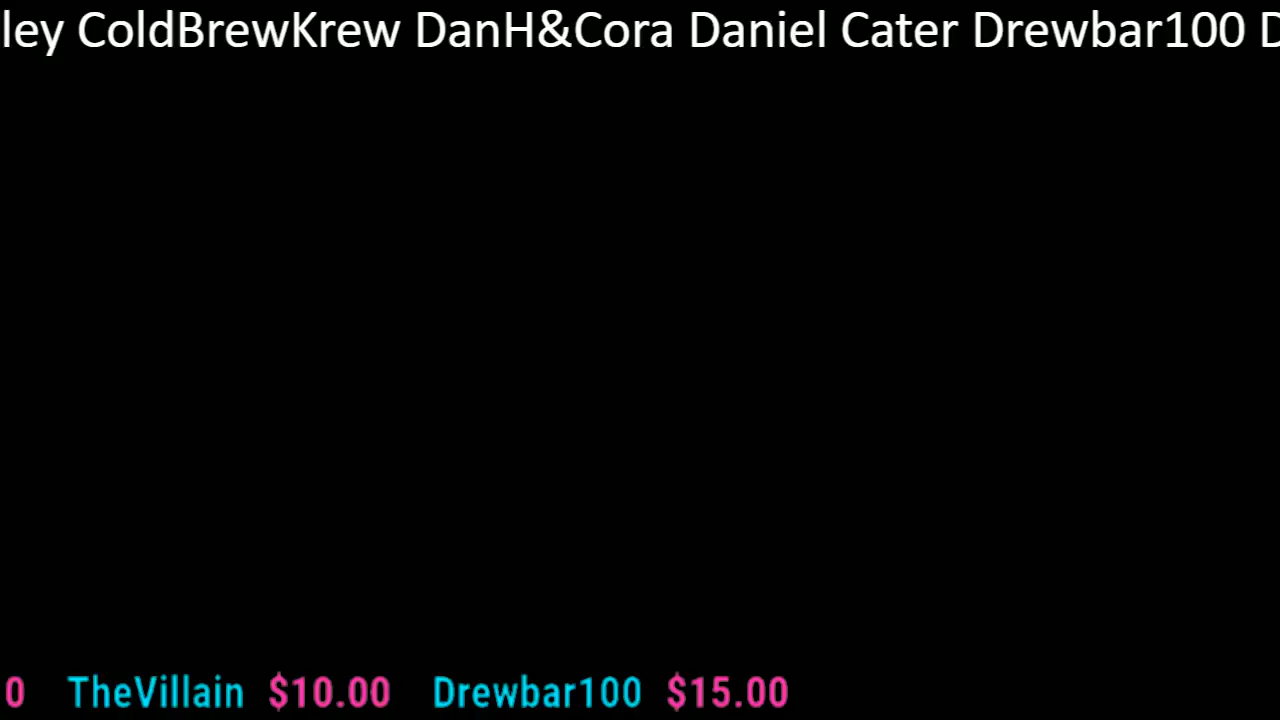 ley ColdBrewKrew DanH&Cora Daniel Cater Drewbar100 D
0 TheVillain $10.00 Drewbar100 $15.00